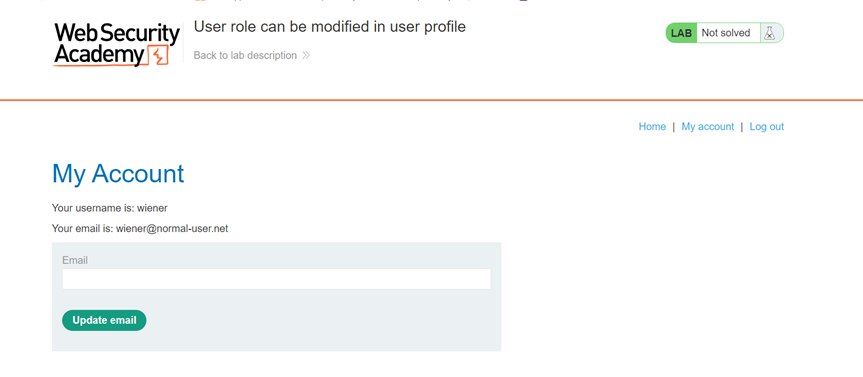 Web Security
Academy
User role can be modified in user profile
Back to lab description
LAB Not solved
Home | My account | Log out
My Account
Your username is: wiener
Your email is: wiener@normal-user.net
Email
Update email